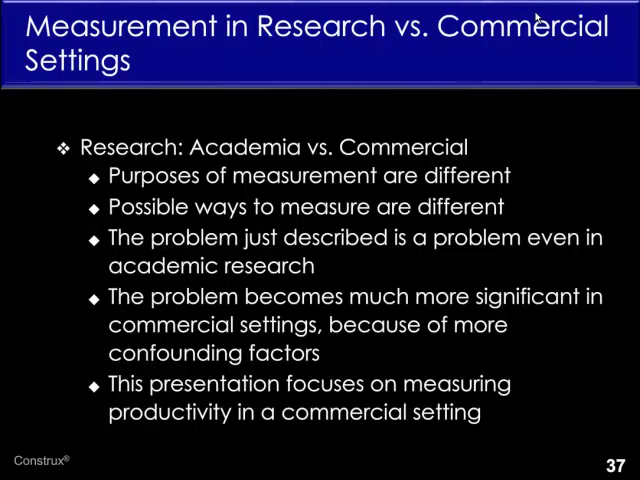 Measurement in Research vs. Commercial
Settings
❖ Research: Academia vs. Commercial
◆ Purposes of measurement are different
◆ Possible ways to measure are different
◆ The problem just described is a problem even in
academic research
◆ The problem becomes much more significant in
commercial settings, because of more
confounding factors
◆ This presentation focuses on measuring
productivity in a commercial setting
Construx®
37